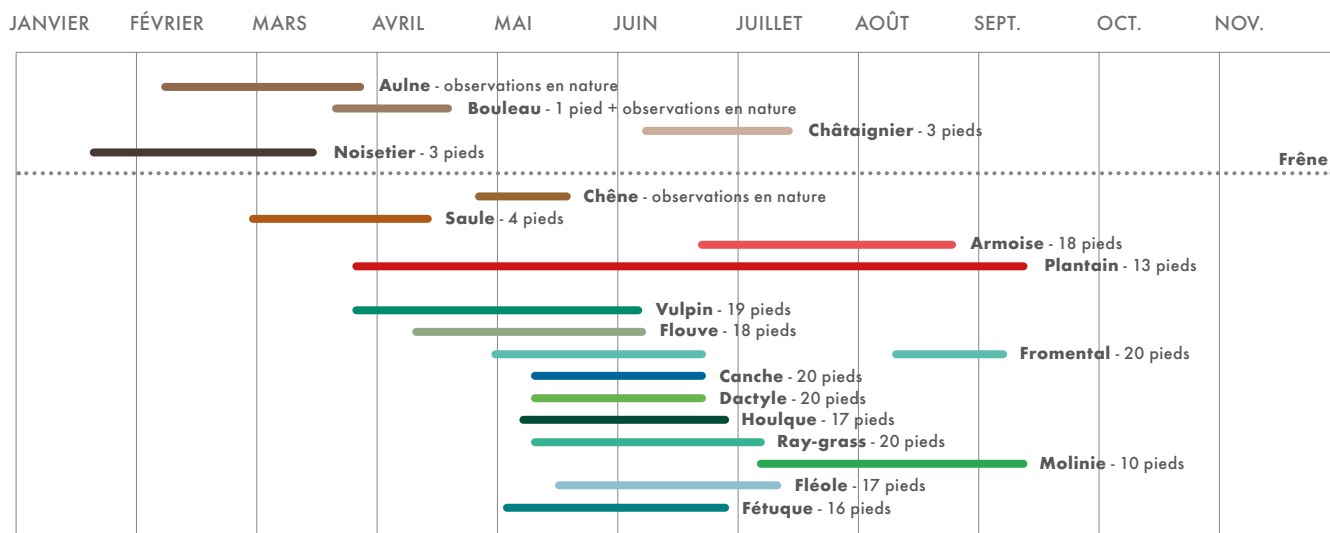 JANVIER FÉVRIER MARS AVRIL MAI JUIN JUILLET AOÛT SEPT. OCT. NOV.
Aulne - observations en nature
Bouleau - 1 pied + observations en nature
Châtaignier - 3 pieds
Noisetier - 3 pieds
Frêne
Chêne - observations en nature
Saule - 4 pieds
Armoise - 18 pieds
Plantain - 13 pieds
Vulpin - 19 pieds
Flouve - 18 pieds
Fromental - 20 pieds
Canche - 20 pieds
Dactyle - 20 pieds
Houlque - 17 pieds
Ray-grass - 20 pieds
Molinie - 10 pieds
Fléole - 17 pieds
Fétuque - 16 pieds